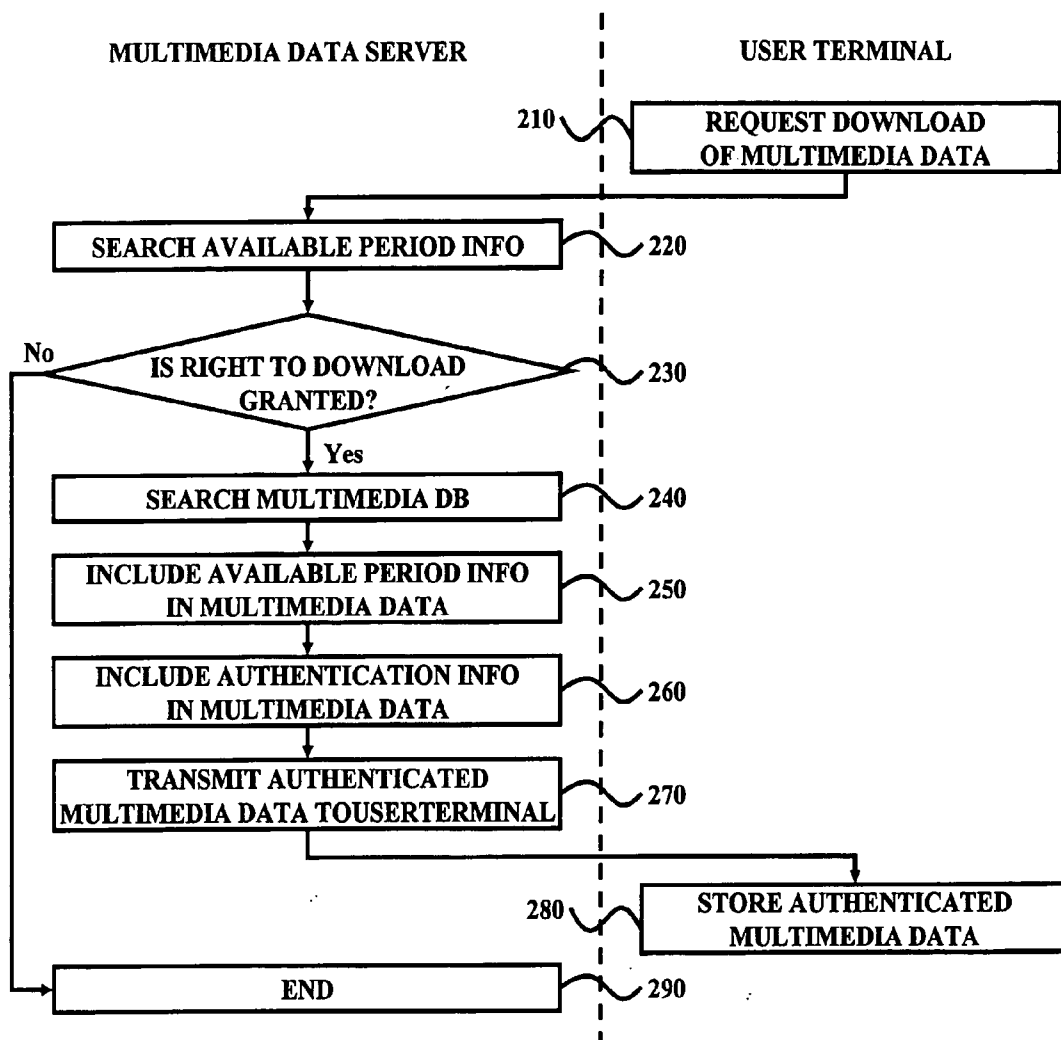 MULTIMEDIA DATA SERVER
USER TERMINAL
210
REQUEST DOWNLOAD
OF MULTIMEDIA DATA
SEARCH AVAILABLE PERIOD INFO
220
No
IS RIGHT TO DOWNLOAD
GRANTED?
230
Yes
SEARCH MULTIMEDIA DB
240
INCLUDE AVAILABLE PERIOD INFO
IN MULTIMEDIA DATA
250
INCLUDE AUTHENTICATION INFO
IN MULTIMEDIA DATA
260
TRANSMIT AUTHENTICATED
MULTIMEDIA DATA TOUSERTERMINAL
270
280
STORE AUTHENTICATED
MULTIMEDIA DATA
END
290